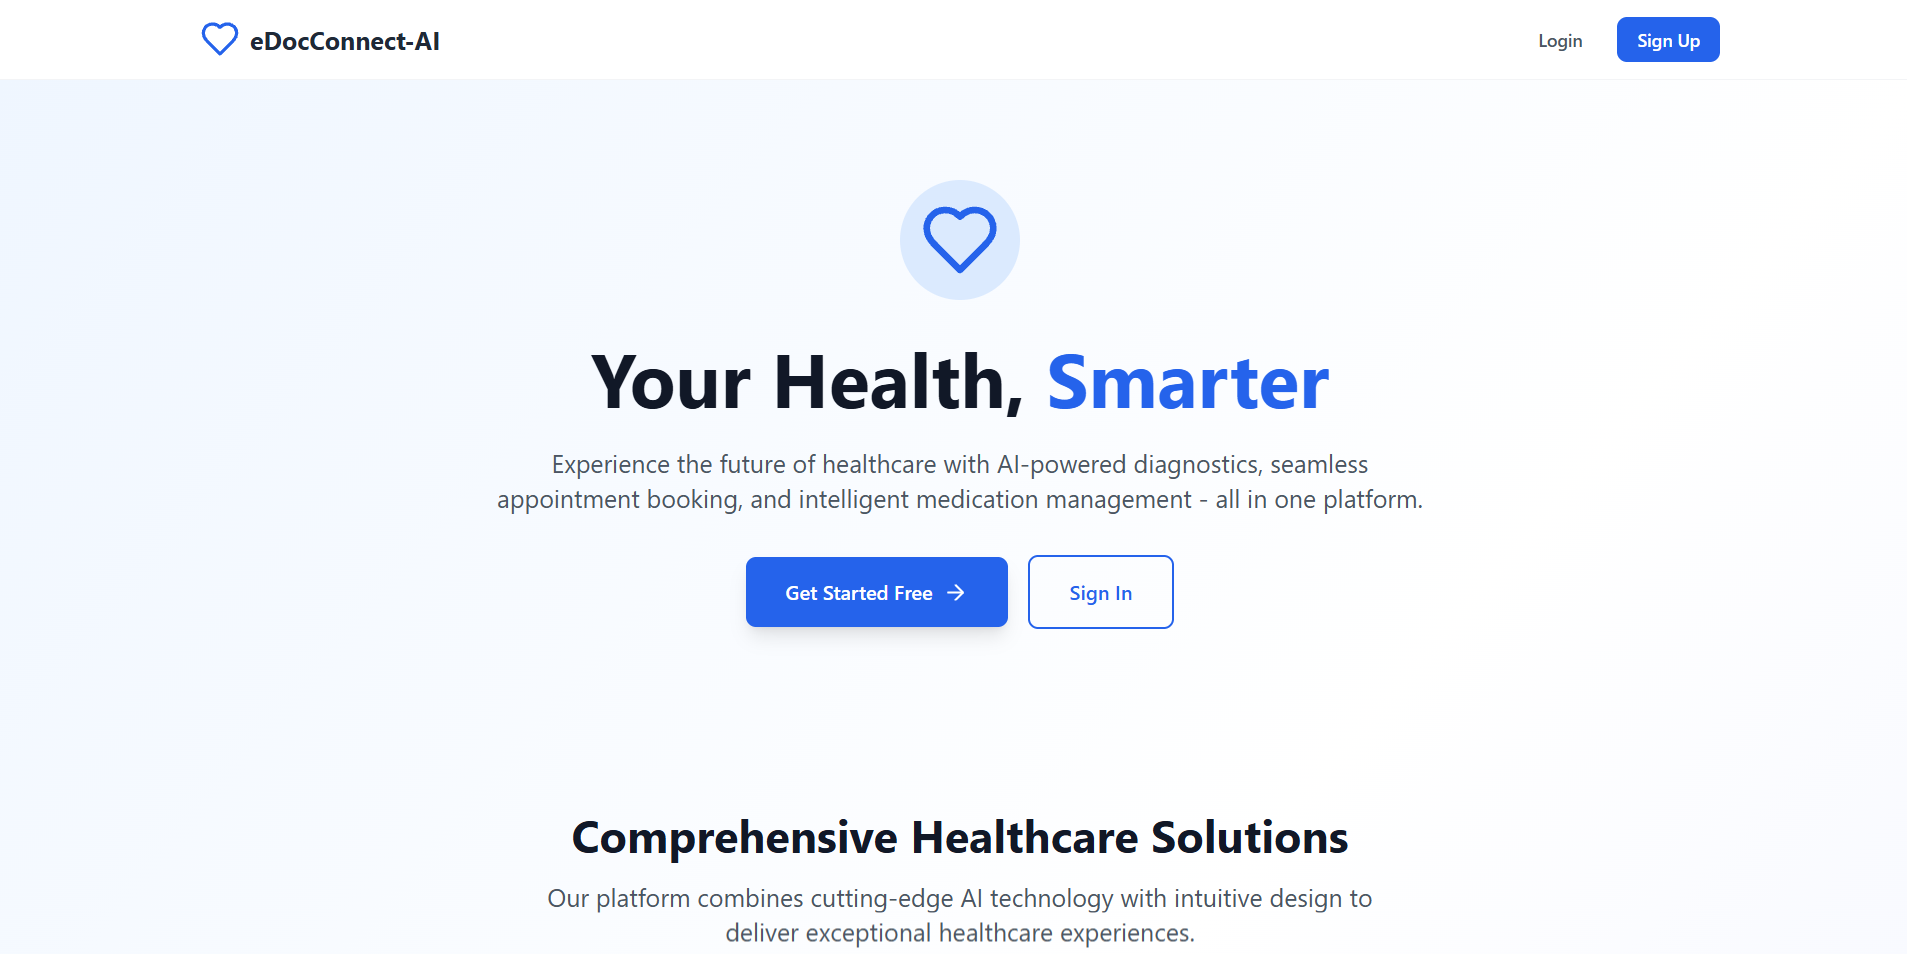 eDocConnect-AI
Login
Sign Up
Your Health, Smarter
Experience the future of healthcare with AI-powered diagnostics, seamless
appointment booking, and intelligent medication management - all in one platform.
Get Started Free
Sign In
Comprehensive Healthcare Solutions
Our platform combines cutting-edge AI technology with intuitive design to
deliver exceptional healthcare experiences.